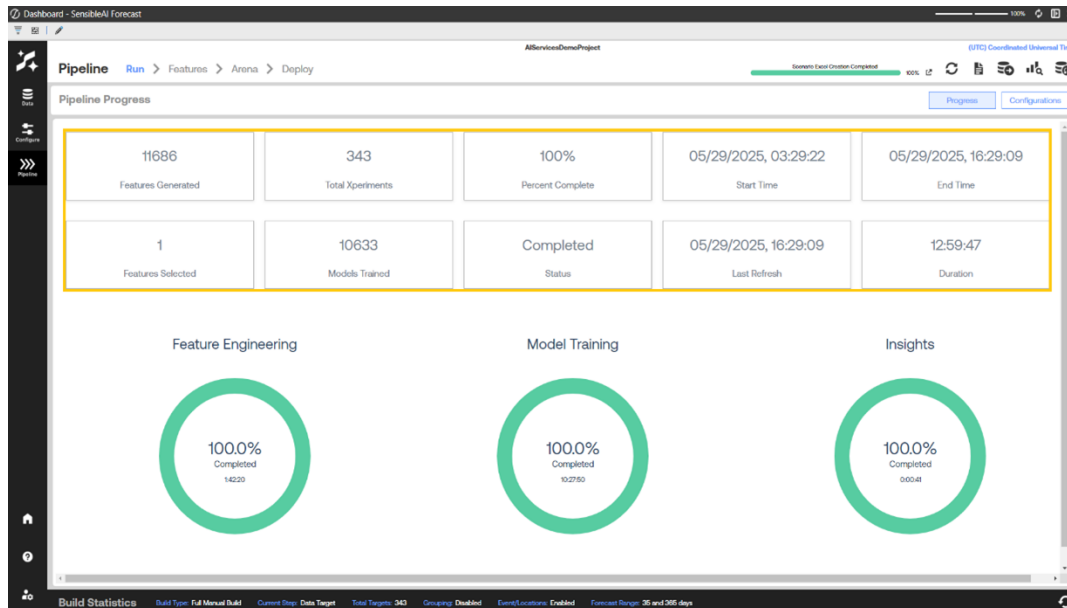 Dashboard - SensibleAI Forecast
100%
AIServicesDemoProject
(UTC) Coordinated Universal Ti
Pipeline Run > Features > Arena > Deploy
Scenario Excel Creation Completed
100%
Data
Pipeline Progress
Progress
Configurations
Configure
Pipeline
11686
343
100%
05/29/2025, 03:29:22
05/29/2025, 16:29:09
Features Generated
Total Xperiments
Percent Complete
Start Time
End Time
1
10633
Completed
05/29/2025, 16:29:09
12:59:47
Features Selected
Models Trained
Status
Last Refresh
Duration
Feature Engineering
Model Training
Insights
100.0%
Completed
1:42:20
100.0%
Completed
10:27:50
100.0%
Completed
0:00:41
Build Statistics Build Type: Full Manual Build Current Step: Data Target Total Targets: 343 Grouping: Disabled Event/Locations: Enabled Forecast Range: 35 and 365 days